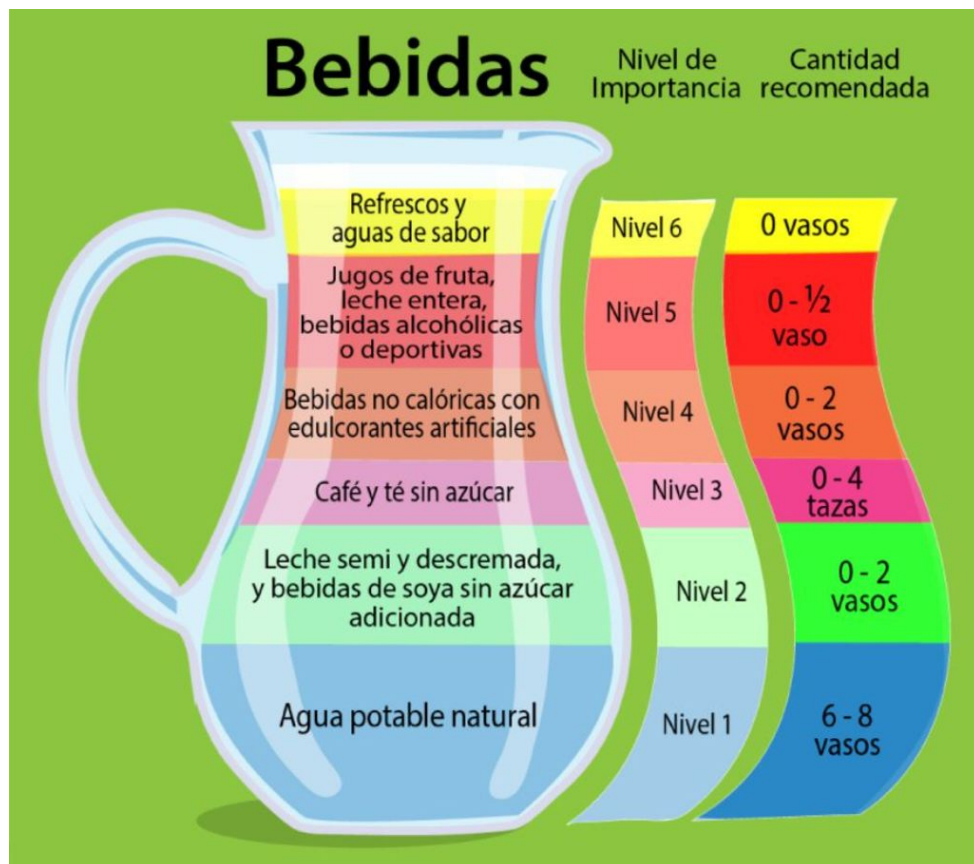 Bebidas
Nivel de
Importancia
Cantidad
recomendada
Refrescos y
aguas de sabor
Nivel 6
0 vasos
Jugos de fruta,
leche entera,
bebidas alcohólicas
o deportivas
Nivel 5
0 - ½
vaso
Bebidas no calóricas con
edulcorantes artificiales
Nivel 4
0 - 2
vasos
Café y té sin azúcar
Nivel 3
0 - 4
tazas
Leche semi y descremada,
y bebidas de soya sin azúcar
adicionada
Nivel 2
0 - 2
vasos
Agua potable natural
Nivel 1
6 - 8
vasos